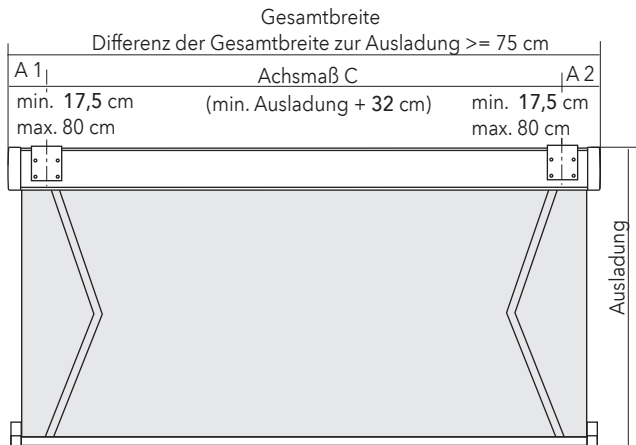 Gesamtbreite
Differenz der Gesamtbreite zur Ausladung >= 75 cm
A 1
Achsmaß C
A 2
min. 17,5 cm
(min. Ausladung + 32 cm)
min. 17,5 cm
max. 80 cm
max. 80 cm
Ausladung